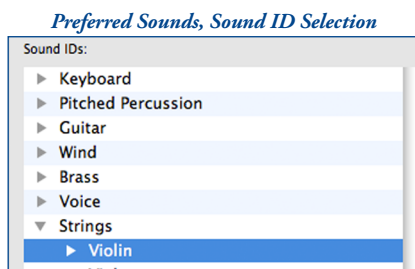 Preferred Sounds, Sound ID Selection
Sound IDs:
Keyboard
Pitched Percussion
Guitar
Wind
Brass
Voice
Strings
Violin